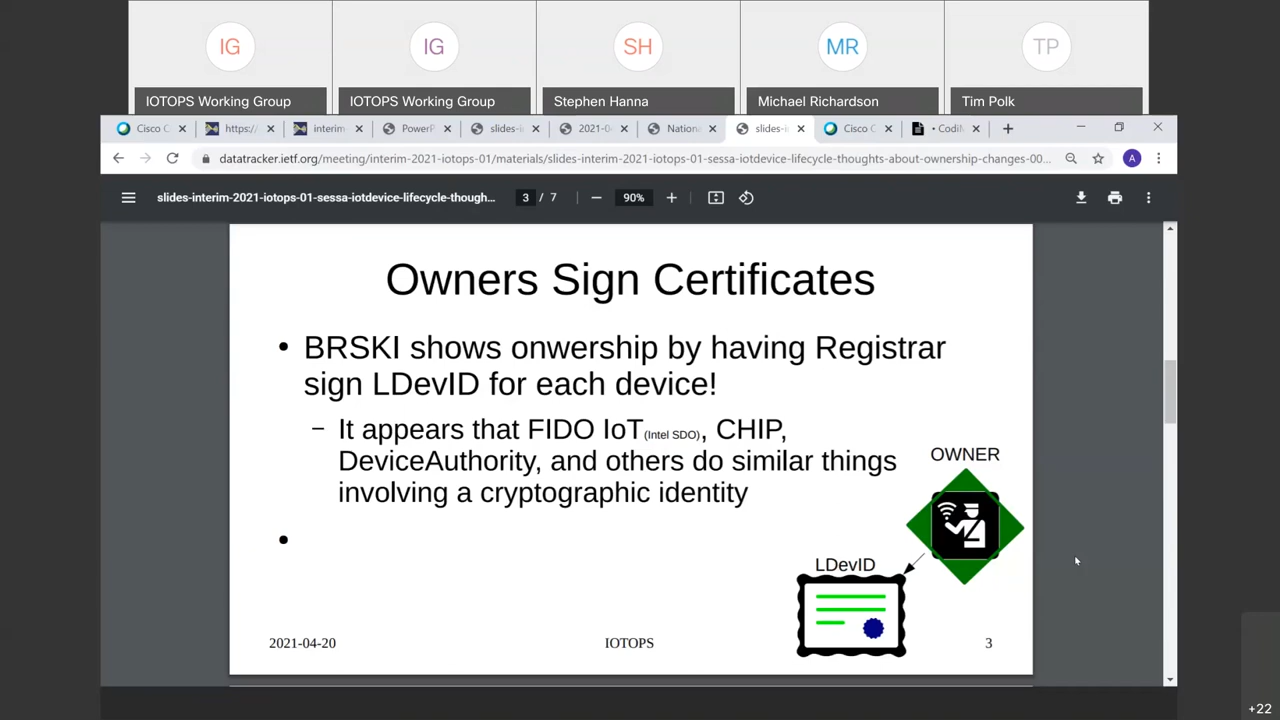 IG
IG
SH
MR
TP
IOTOPS Working Group
IOTOPS Working Group
Stephen Hanna
Michael Richardson
Tim Polk
Cisco C
https:/
interim
PowerP
slides-i
2021-0
Nationa
slides-i
Cisco C
• CodiM
datatracker.ietf.org/meeting/interim-2021-iotops-01/materials/slides-interim-2021-iotops-01-sessa-iotdevice-lifecycle-thoughts-about-ownership-changes-00...
A
slides-interim-2021-iotops-01-sessa-iotdevice-lifecycle-though...
3 / 7
90%
Owners Sign Certificates
• BRSKI shows onwership by having Registrar
sign LDevID for each device!
– It appears that FIDO IoT(Intel SDO), CHIP,
DeviceAuthority, and others do similar things
involving a cryptographic identity
•
OWNER
LDevID
2021-04-20
IOTOPS
3
+22